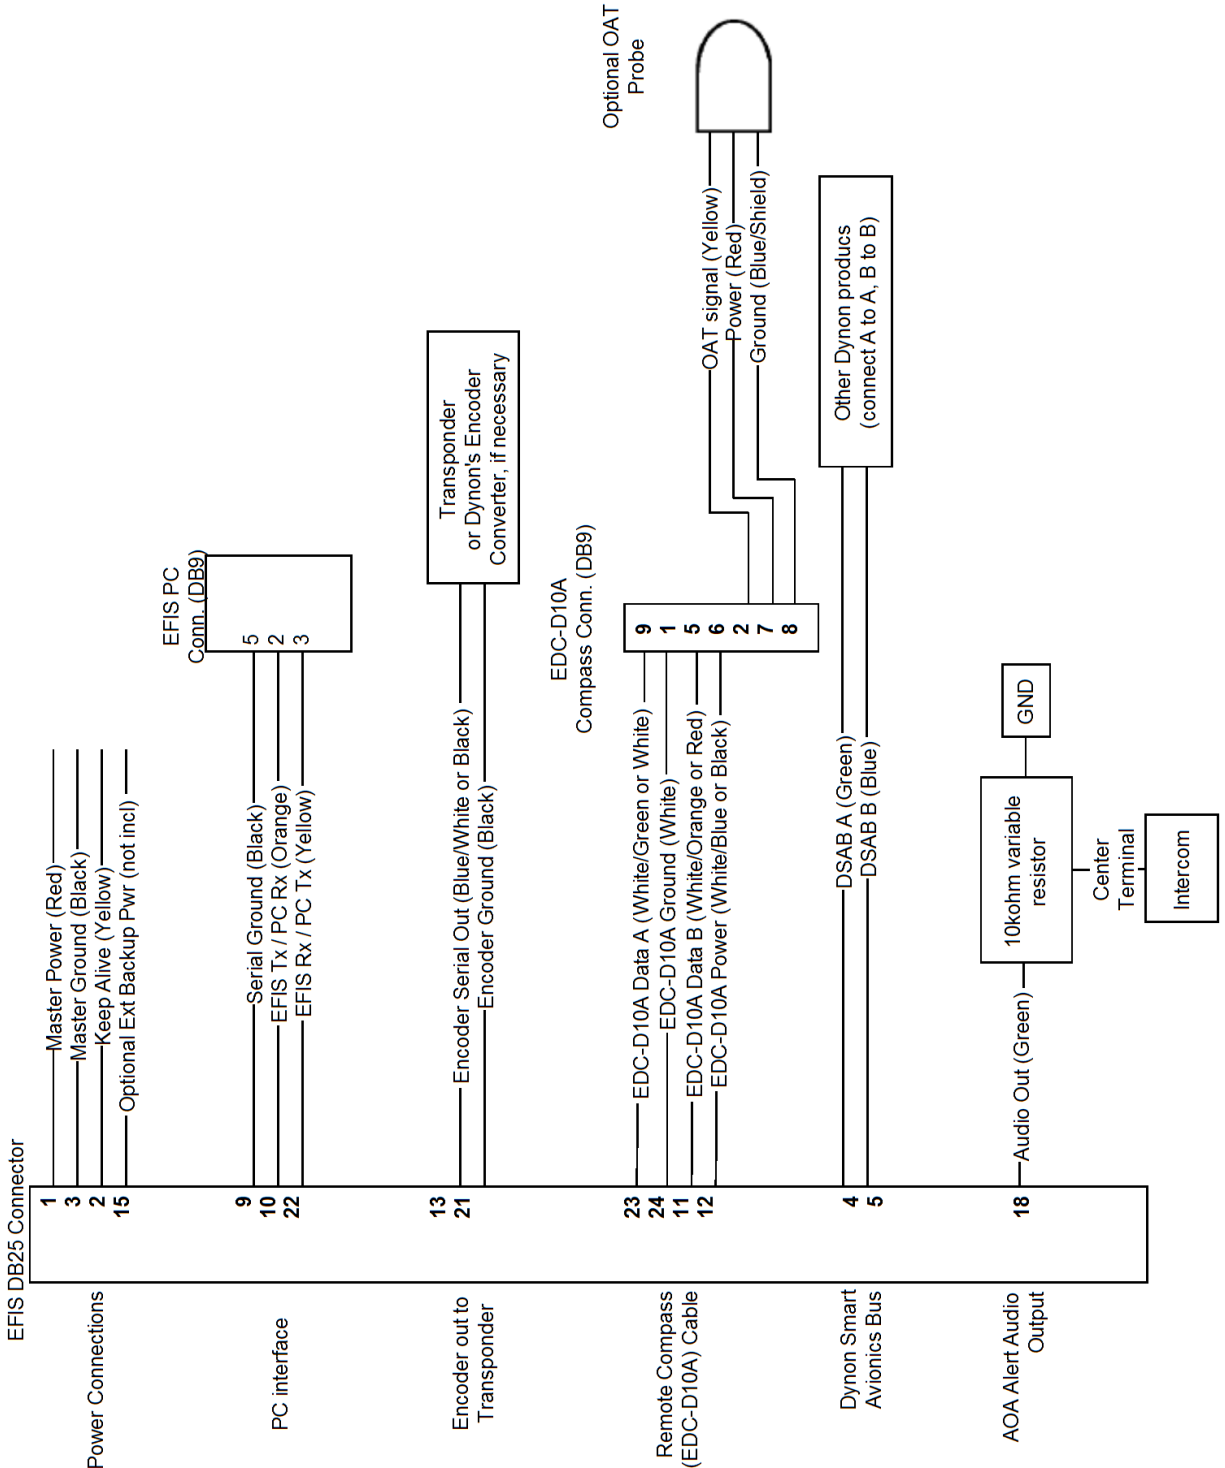 EFIS DB25 Connector
Power Connections
1
Master Power (Red)
3
Master Ground (Black)
2
Keep Alive (Yellow)
15
Optional Ext Backup Pwr (not incl)
PC interface
9
Serial Ground (Black)
5
10
EFIS Tx / PC Rx (Orange)
2
22
EFIS Rx / PC Tx (Yellow)
3
EFIS PC
Conn. (DB9)
Encoder out to
Transponder
13
Encoder Serial Out (Blue/White or Black)
21
Encoder Ground (Black)
Transponder
or Dynon's Encoder
Converter, if necessary
Remote Compass
(EDC-D10A) Cable
23
EDC-D10A Data A (White/Green or White)
9
24
EDC-D10A Ground (White)
1
11
EDC-D10A Data B (White/Orange or Red)
5
12
EDC-D10A Power (White/Blue or Black)
6
2
7
8
EDC-D10A
Compass Conn. (DB9)
OAT signal (Yellow)
Power (Red)
Ground (Blue/Shield)
Optional OAT
Probe
Dynon Smart
Avionics Bus
4
DSAB A (Green)
5
DSAB B (Blue)
Other Dynon producs
(connect A to A, B to B)
AOA Alert Audio
Output
18
Audio Out (Green)
10kohm variable
resistor
GND
Center
Terminal
Intercom